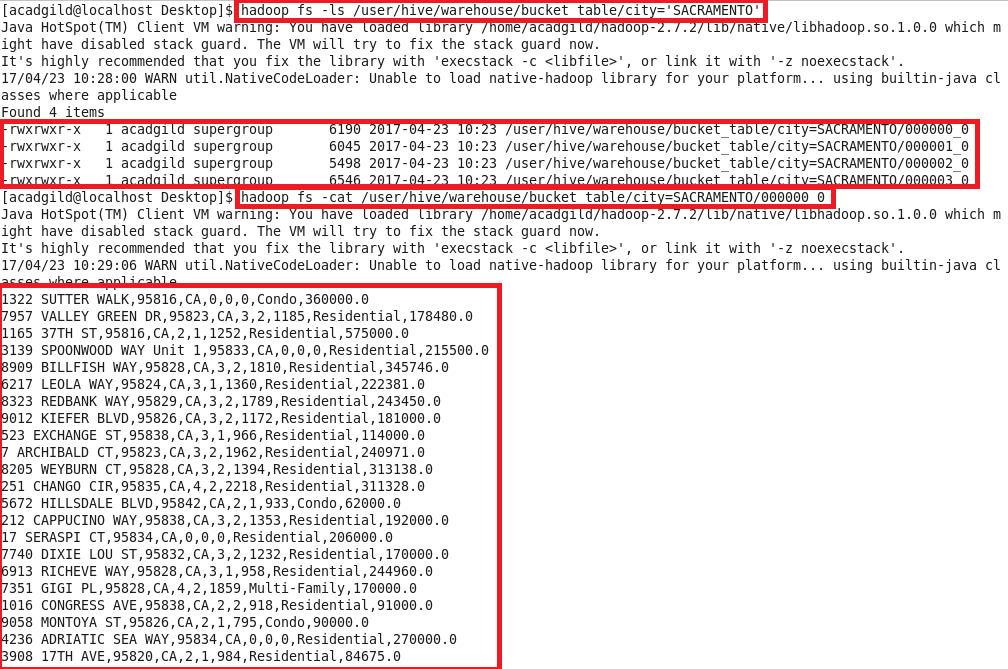 [acadgild@localhost Desktop]$ hadoop fs -ls /user/hive/warehouse/bucket_table/city='SACRAMENTO'
Java HotSpot(TM) Client VM warning: You have loaded library /home/acadgild/hadoop-2.7.2/lib/native/libhadoop.so.1.0.0 which m
ight have disabled stack guard. The VM will try to fix the stack guard now.
It's highly recommended that you fix the library with 'execstack -c <libfile>', or link it with '-z noexecstack'.
17/04/23 10:28:00 WARN util.NativeCodeLoader: Unable to load native-hadoop library for your platform... using builtin-java cl
asses where applicable
Found 4 items
-rwxrwxr-x   1 acadgild supergroup       6190 2017-04-23 10:23 /user/hive/warehouse/bucket_table/city=SACRAMENTO/000000_0
-rwxrwxr-x   1 acadgild supergroup       6045 2017-04-23 10:23 /user/hive/warehouse/bucket_table/city=SACRAMENTO/000001_0
-rwxrwxr-x   1 acadgild supergroup       5498 2017-04-23 10:23 /user/hive/warehouse/bucket_table/city=SACRAMENTO/000002_0
-rwxrwxr-x   1 acadgild supergroup       6546 2017-04-23 10:23 /user/hive/warehouse/bucket_table/city=SACRAMENTO/000003_0
[acadgild@localhost Desktop]$ hadoop fs -cat /user/hive/warehouse/bucket_table/city=SACRAMENTO/000000_0
Java HotSpot(TM) Client VM warning: You have loaded library /home/acadgild/hadoop-2.7.2/lib/native/libhadoop.so.1.0.0 which m
ight have disabled stack guard. The VM will try to fix the stack guard now.
It's highly recommended that you fix the library with 'execstack -c <libfile>', or link it with '-z noexecstack'.
17/04/23 10:29:06 WARN util.NativeCodeLoader: Unable to load native-hadoop library for your platform... using builtin-java cl
asses where applicable
1322 SUTTER WALK,95816,CA,0,0,0,Condo,360000.0
7957 VALLEY GREEN DR,95823,CA,3,2,1185,Residential,178480.0
1165 37TH ST,95816,CA,2,1,1252,Residential,575000.0
3139 SPOONWOOD WAY Unit 1,95833,CA,0,0,0,Residential,215500.0
8909 BILLFISH WAY,95828,CA,3,2,1810,Residential,345746.0
6217 LEOLA WAY,95824,CA,3,1,1360,Residential,222381.0
8323 REDBANK WAY,95829,CA,3,2,1789,Residential,243450.0
9012 KIEFER BLVD,95826,CA,3,2,1172,Residential,181000.0
523 EXCHANGE ST,95838,CA,3,1,966,Residential,114000.0
7 ARCHIBALD CT,95823,CA,3,2,1962,Residential,240971.0
8205 WEYBURN CT,95828,CA,3,2,1394,Residential,313138.0
251 CHANGO CIR,95835,CA,4,2,2218,Residential,311328.0
5672 HILLSDALE BLVD,95842,CA,2,1,933,Condo,62000.0
212 CAPPUCINO WAY,95838,CA,3,2,1353,Residential,192000.0
17 SERASPI CT,95834,CA,0,0,0,Residential,206000.0
7740 DIXIE LOU ST,95832,CA,3,2,1232,Residential,170000.0
6913 RICHEVE WAY,95828,CA,3,1,958,Residential,244960.0
7351 GIGI PL,95828,CA,4,2,1859,Multi-Family,170000.0
1016 CONGRESS AVE,95838,CA,2,2,918,Residential,91000.0
9058 MONTOYA ST,95826,CA,2,1,795,Condo,90000.0
4236 ADRIATIC SEA WAY,95834,CA,0,0,0,Residential,270000.0
3908 17TH AVE,95820,CA,2,1,984,Residential,84675.0